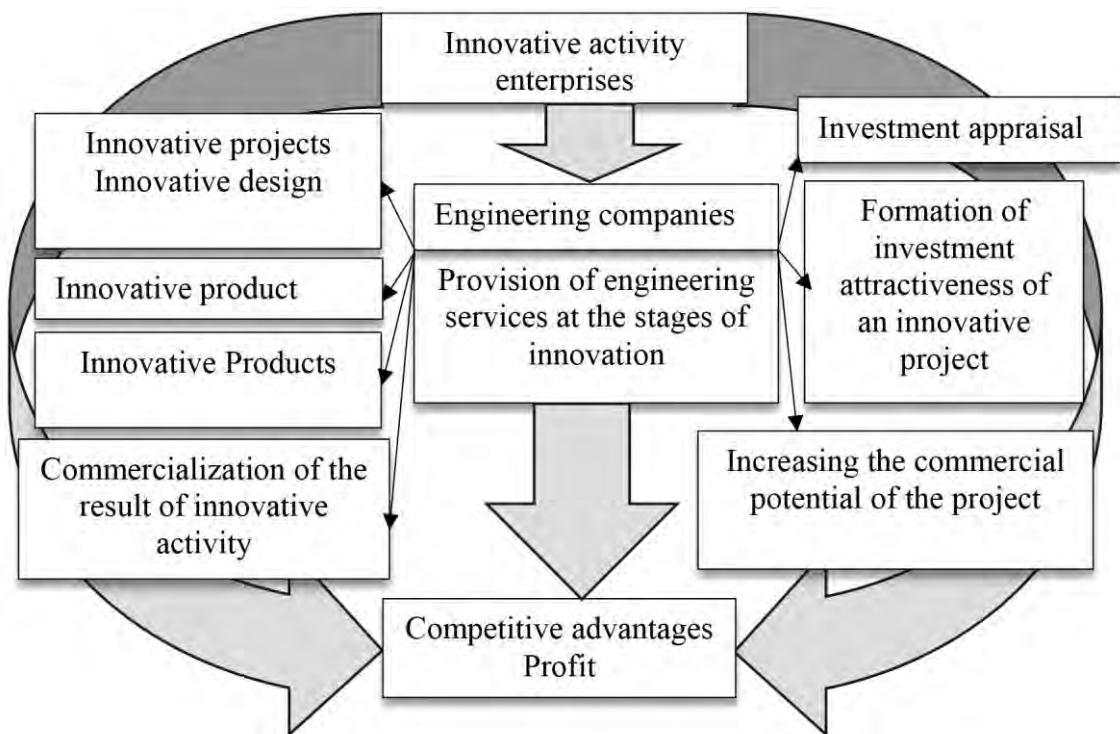 Innovative activity
enterprises
Innovative projects
Innovative design
Innovative product
Innovative Products
Commercialization of the
result of innovative
activity
Engineering companies
Provision of engineering
services at the stages of
innovation
Investment appraisal
Formation of
investment
attractiveness of
an innovative
project
Increasing the commercial
potential of the project
Competitive advantages
Profit